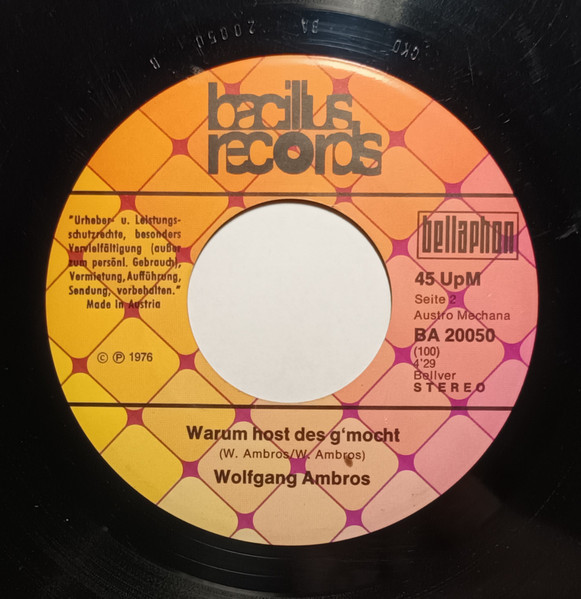 BA 20050
bacillus
records
"Urheber- u. Leistungs-
schutzrechte, besonders
Vervielfältigung (außer
zum persönl. Gebrauch),
Vermietung, Aufführung,
Sendung, vorbehalten."
Made in Austria
© ℗ 1976
bellaphon
45 UpM
Seite 2
Austro Mechana
BA 20050
(100)
4'29
Bellver
STEREO
Warum host des g'mocht
(W. Ambros/W. Ambros)
Wolfgang Ambros